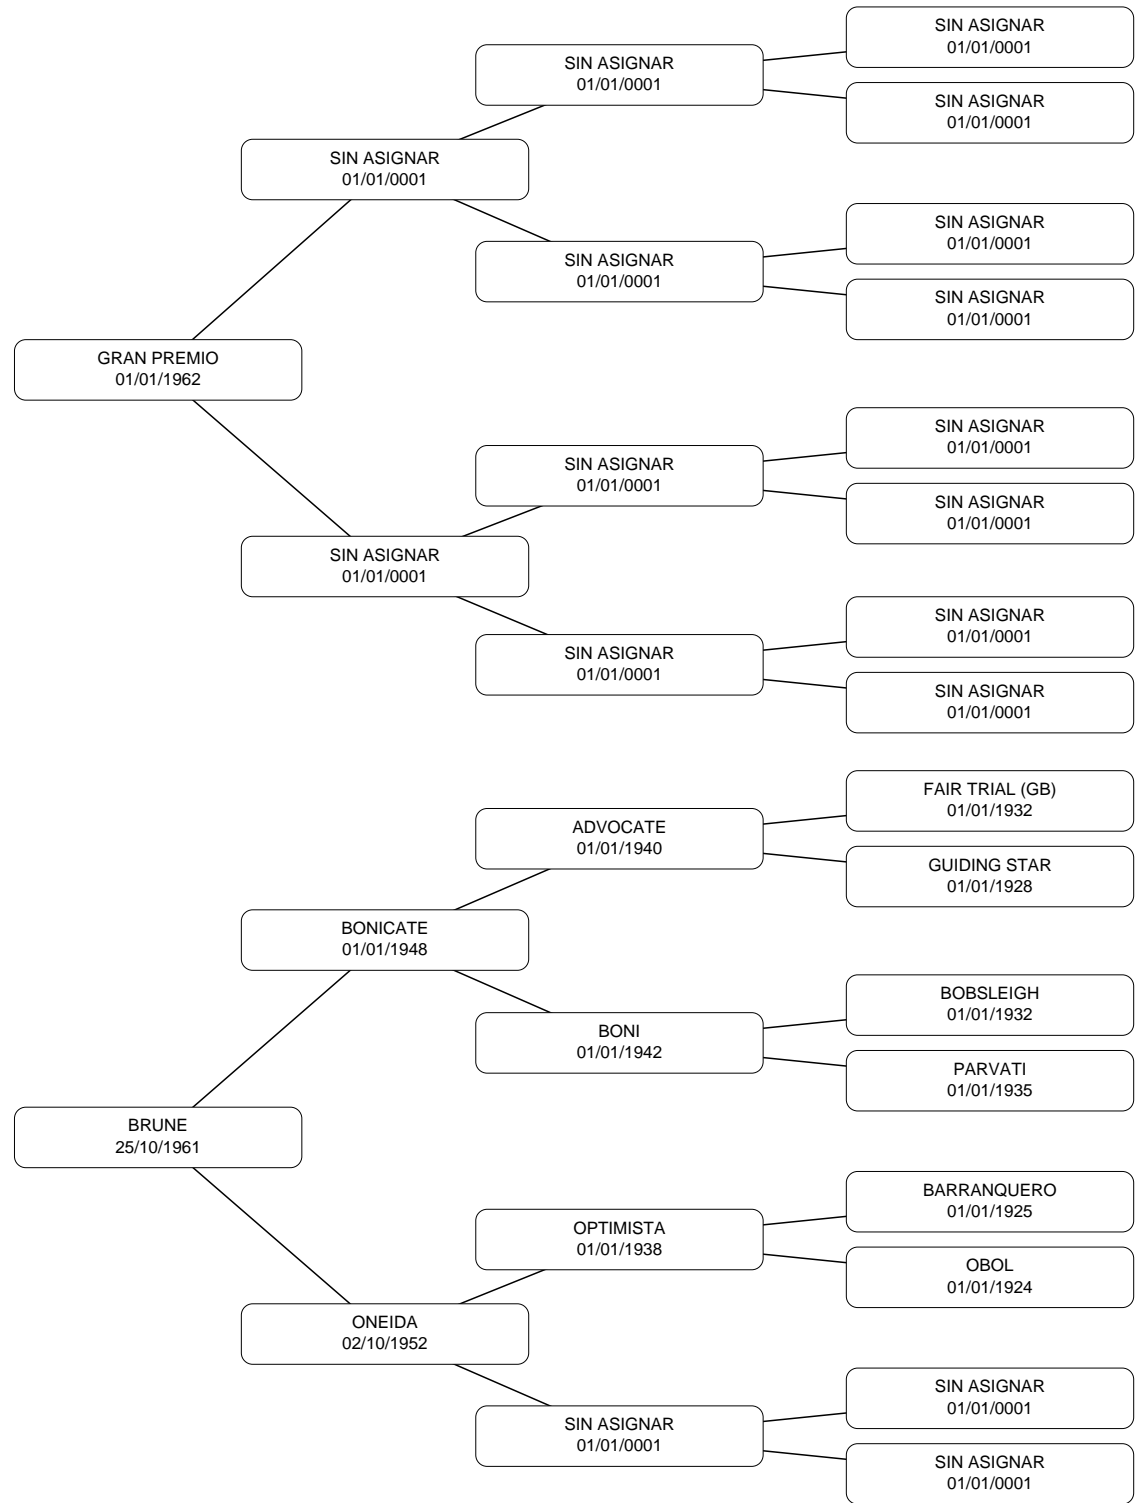 SIN ASIGNAR
01/01/0001
SIN ASIGNAR
01/01/0001
SIN ASIGNAR
01/01/0001
SIN ASIGNAR
01/01/0001
SIN ASIGNAR
01/01/0001
SIN ASIGNAR
01/01/0001
SIN ASIGNAR
01/01/0001
GRAN PREMIO
01/01/1962
SIN ASIGNAR
01/01/0001
SIN ASIGNAR
01/01/0001
SIN ASIGNAR
01/01/0001
SIN ASIGNAR
01/01/0001
SIN ASIGNAR
01/01/0001
SIN ASIGNAR
01/01/0001
SIN ASIGNAR
01/01/0001
FAIR TRIAL (GB)
01/01/1932
ADVOCATE
01/01/1940
GUIDING STAR
01/01/1928
BONICATE
01/01/1948
BOBSLEIGH
01/01/1932
BONI
01/01/1942
PARVATI
01/01/1935
BRUNE
25/10/1961
BARRANQUERO
01/01/1925
OPTIMISTA
01/01/1938
OBOL
01/01/1924
ONEIDA
02/10/1952
SIN ASIGNAR
01/01/0001
SIN ASIGNAR
01/01/0001
SIN ASIGNAR
01/01/0001